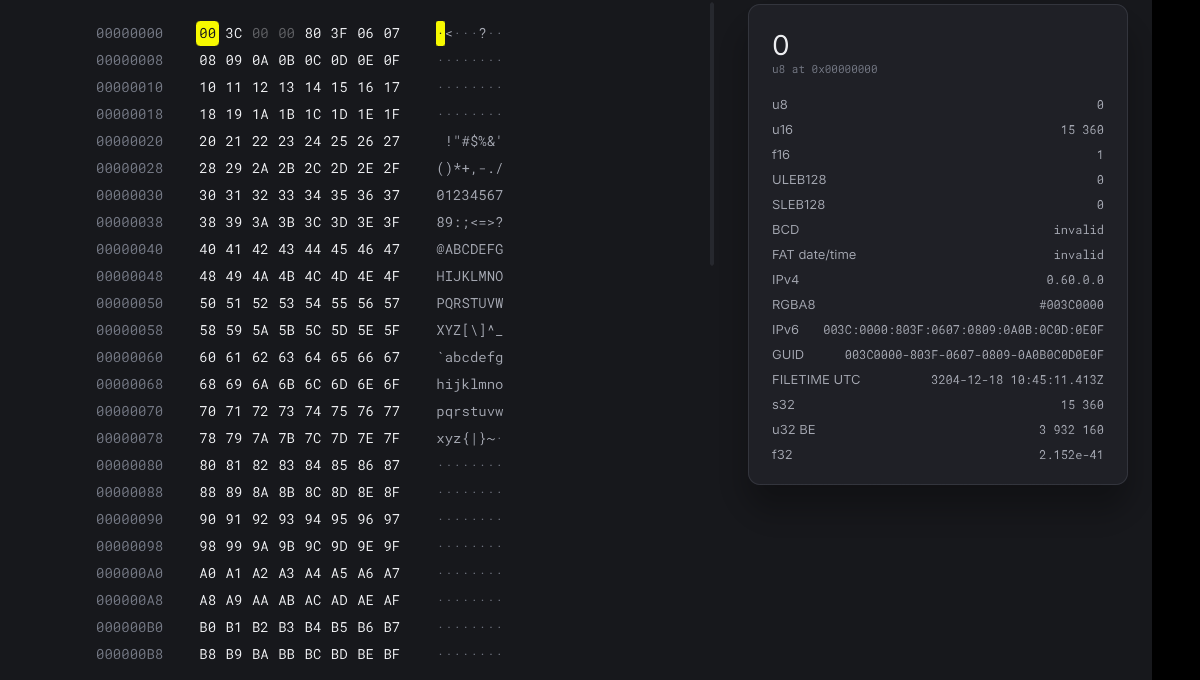 00000000 00 3C 00 00 80 3F 06 07 ·<···?··
00000008 08 09 0A 0B 0C 0D 0E 0F ········
00000010 10 11 12 13 14 15 16 17 ········
00000018 18 19 1A 1B 1C 1D 1E 1F ········
00000020 20 21 22 23 24 25 26 27  !"#$%&'
00000028 28 29 2A 2B 2C 2D 2E 2F ()*+,-./
00000030 30 31 32 33 34 35 36 37 01234567
00000038 38 39 3A 3B 3C 3D 3E 3F 89:;<=>?
00000040 40 41 42 43 44 45 46 47 @ABCDEFG
00000048 48 49 4A 4B 4C 4D 4E 4F HIJKLMNO
00000050 50 51 52 53 54 55 56 57 PQRSTUVW
00000058 58 59 5A 5B 5C 5D 5E 5F XYZ[\]^_
00000060 60 61 62 63 64 65 66 67 `abcdefg
00000068 68 69 6A 6B 6C 6D 6E 6F hijklmno
00000070 70 71 72 73 74 75 76 77 pqrstuvw
00000078 78 79 7A 7B 7C 7D 7E 7F xyz{|}~·
00000080 80 81 82 83 84 85 86 87 ········
00000088 88 89 8A 8B 8C 8D 8E 8F ········
00000090 90 91 92 93 94 95 96 97 ········
00000098 98 99 9A 9B 9C 9D 9E 9F ········
000000A0 A0 A1 A2 A3 A4 A5 A6 A7 ········
000000A8 A8 A9 AA AB AC AD AE AF ········
000000B0 B0 B1 B2 B3 B4 B5 B6 B7 ········
000000B8 B8 B9 BA BB BC BD BE BF ········
0
u8 at 0x00000000
u8 0
u16 15 360
f16 1
ULEB128 0
SLEB128 0
BCD invalid
FAT date/time invalid
IPv4 0.60.0.0
RGBA8 #003C0000
IPv6 003C:0000:803F:0607:0809:0A0B:0C0D:0E0F
GUID 003C0000-803F-0607-0809-0A0B0C0D0E0F
FILETIME UTC 3204-12-18 10:45:11.413Z
s32 15 360
u32 BE 3 932 160
f32 2.152e-41